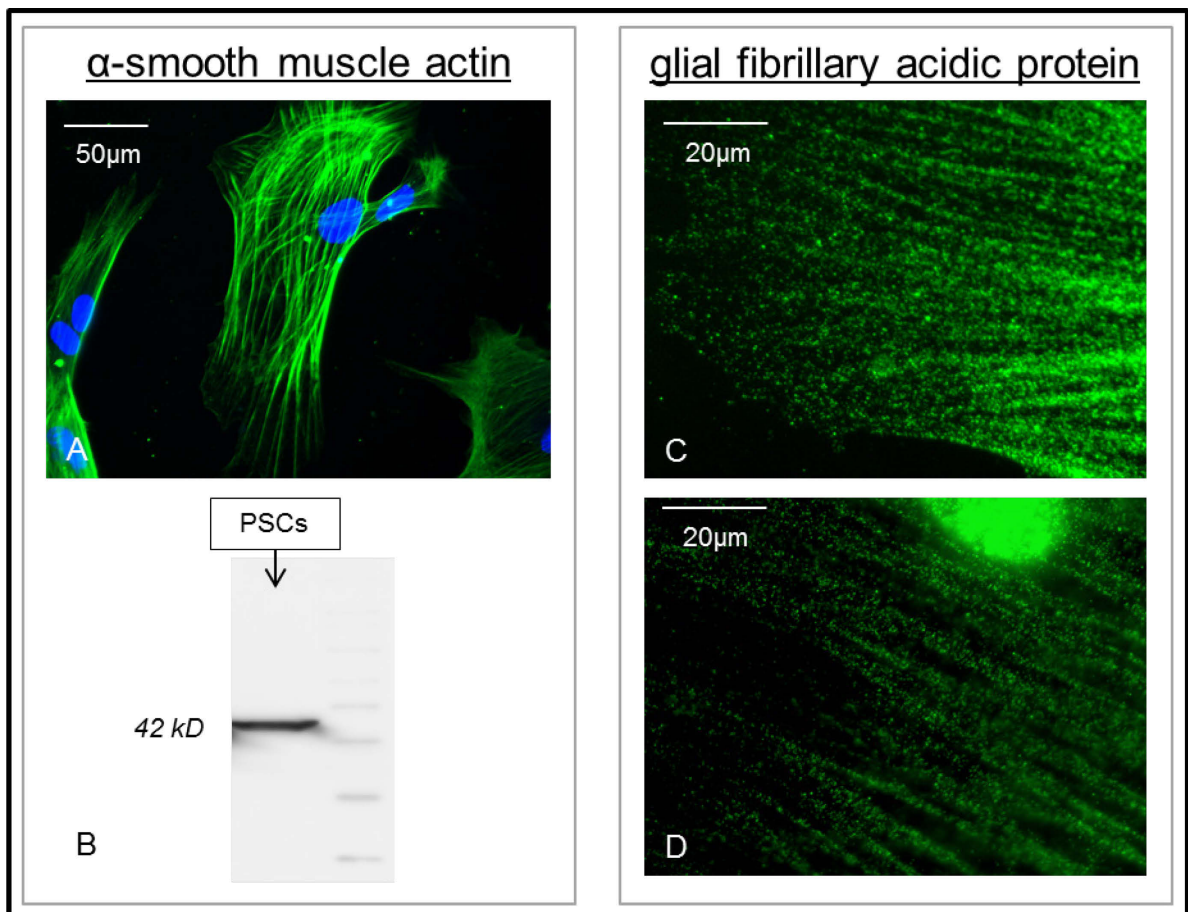 α-smooth muscle actin
50µm
A
PSCs
42 kD
B
glial fibrillary acidic protein
20µm
C
20µm
D